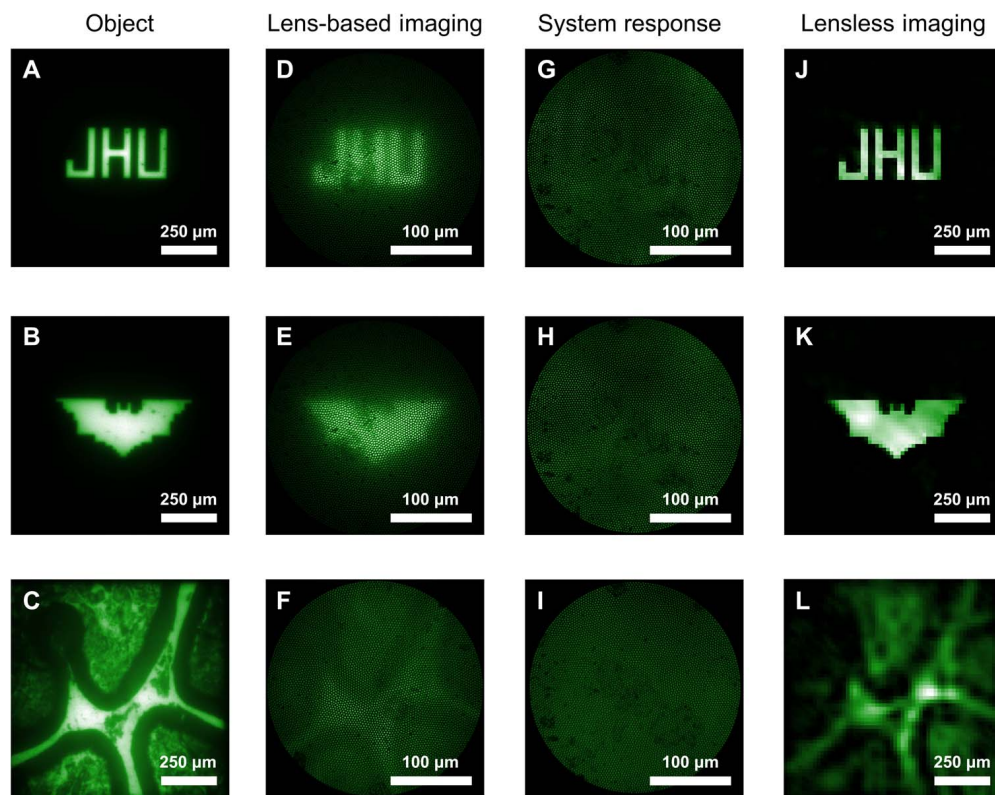 Object Lens-based imaging System response Lensless imaging
A D G J
JHU JHU JHU
250 µm 100 µm 100 µm 250 µm
B E H K
250 µm 100 µm 100 µm 250 µm
C F I L
250 µm 100 µm 100 µm 250 µm